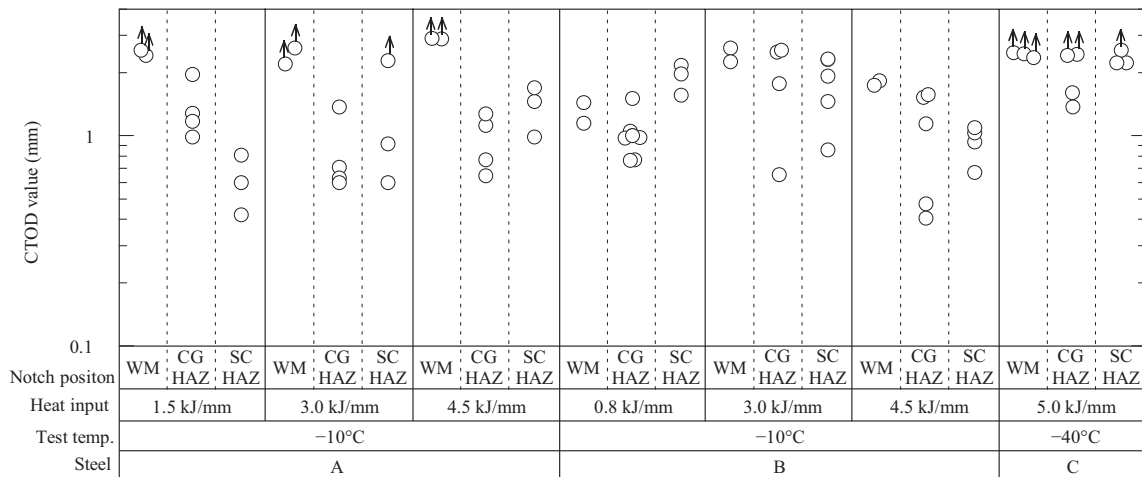 CTOD value (mm)
1
0.1
Notch positon
WM
CG
HAZ
SC
HAZ
WM
CG
HAZ
SC
HAZ
WM
CG
HAZ
SC
HAZ
WM
CG
HAZ
SC
HAZ
WM
CG
HAZ
SC
HAZ
WM
CG
HAZ
SC
HAZ
WM
CG
HAZ
SC
HAZ
Heat input 1.5 kJ/mm 3.0 kJ/mm 4.5 kJ/mm 0.8 kJ/mm 3.0 kJ/mm 4.5 kJ/mm 5.0 kJ/mm
Test temp. −10°C −10°C −40°C
Steel A B C